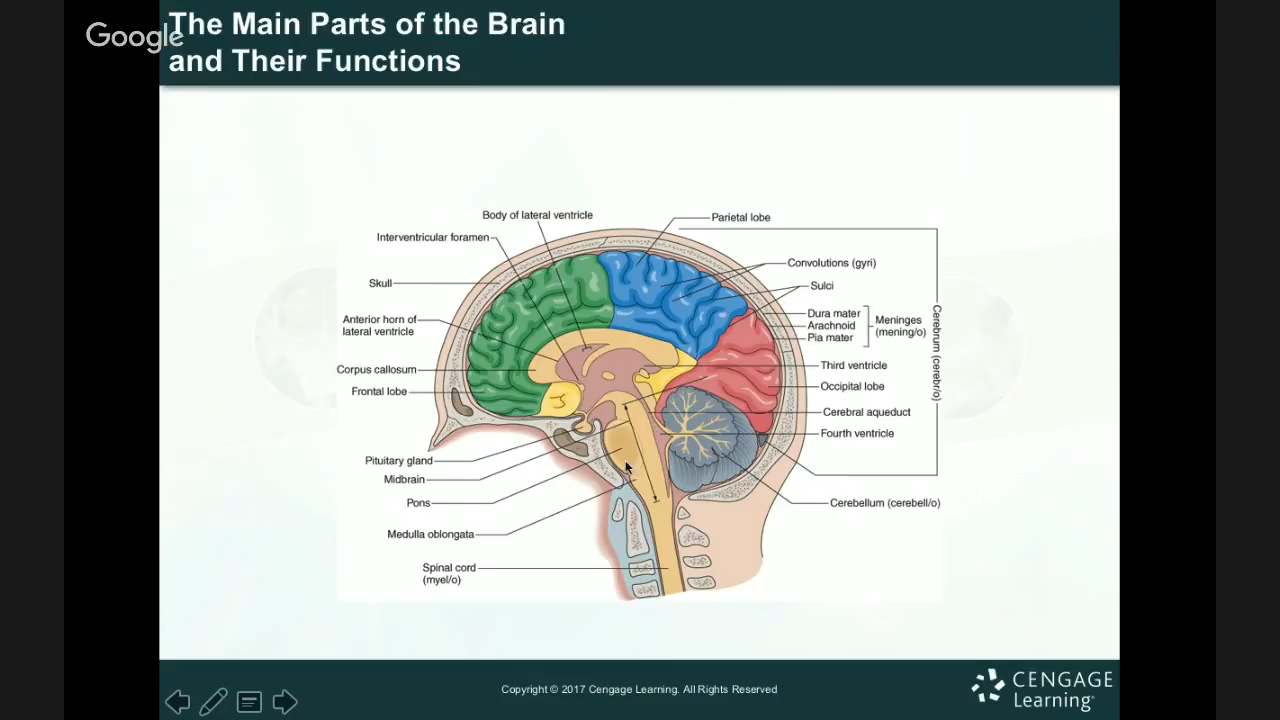 Google
The Main Parts of the Brain
and Their Functions
Body of lateral ventricle
Interventricular foramen
Skull
Anterior horn of
lateral ventricle
Corpus callosum
Frontal lobe
Pituitary gland
Midbrain
Pons
Medulla oblongata
Spinal cord
(myel/o)
Parietal lobe
Convolutions (gyri)
Sulci
Dura mater
Arachnoid
Pia mater
Meninges
(mening/o)
Third ventricle
Occipital lobe
Cerebral aqueduct
Fourth ventricle
Cerebellum (cerebell/o)
Cerebrum (cerebr/o)
Copyright © 2017 Cengage Learning. All Rights Reserved
CENGAGE
Learning®